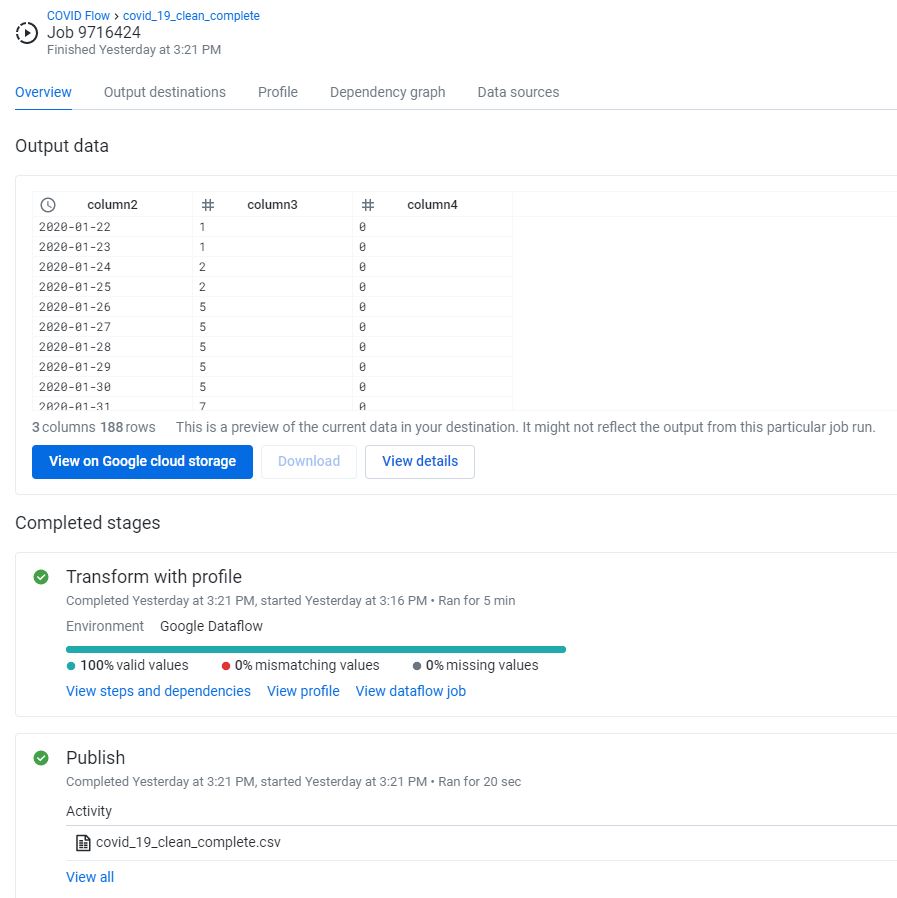 COVID Flow > covid_19_clean_complete
Job 9716424
Finished Yesterday at 3:21 PM
Overview Output destinations Profile Dependency graph Data sources
Output data
# column2 # column3 # column4
2020-01-22 1 0
2020-01-23 1 0
2020-01-24 2 0
2020-01-25 2 0
2020-01-26 5 0
2020-01-27 5 0
2020-01-28 5 0
2020-01-29 5 0
2020-01-30 5 0
2020-01-31 7 0
3 columns 188 rows This is a preview of the current data in your destination. It might not reflect the output from this particular job run.
View on Google cloud storage Download View details
Completed stages
Transform with profile
Completed Yesterday at 3:21 PM, started Yesterday at 3:16 PM • Ran for 5 min
Environment Google Dataflow
100% valid values 0% mismatching values 0% missing values
View steps and dependencies View profile View dataflow job
Publish
Completed Yesterday at 3:21 PM, started Yesterday at 3:21 PM • Ran for 20 sec
Activity
covid_19_clean_complete.csv
View all